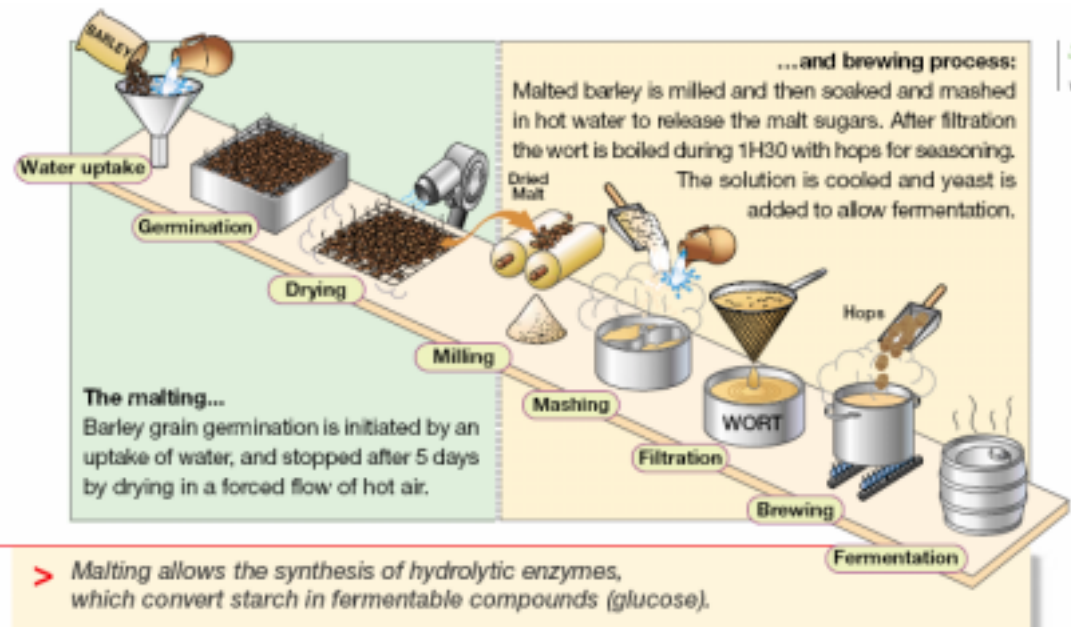 BARLEY
Water uptake
Germination
Drying
Dried
Malt
Milling
Mashing
WORT
Filtration
Hops
Brewing
Fermentation
...and brewing process:
Malted barley is milled and then soaked and mashed
in hot water to release the malt sugars. After filtration
the wort is boiled during 1H30 with hops for seasoning.
The solution is cooled and yeast is
added to allow fermentation.
The malting...
Barley grain germination is initiated by an
uptake of water, and stopped after 5 days
by drying in a forced flow of hot air.
> Malting allows the synthesis of hydrolytic enzymes,
which convert starch in fermentable compounds (glucose).